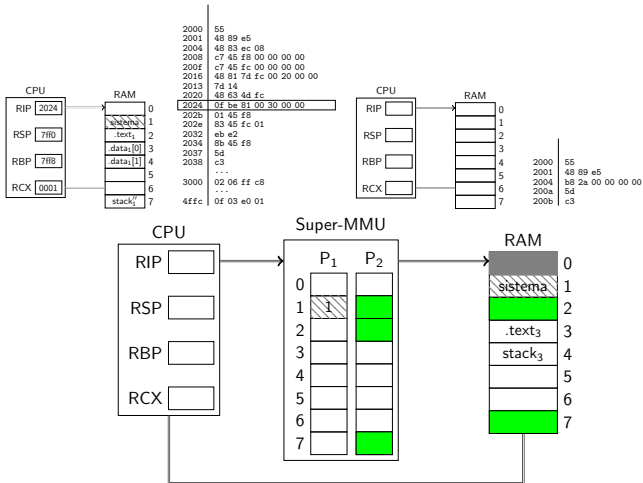 2000 55
2001 48 89 e5
2004 48 83 ec 08
2008 c7 45 f8 00 00 00 00
200f c7 45 fc 00 00 00 00
2016 48 81 7d fc 00 20 00 00
2013 7d 14
2020 48 63 4d fc
2024 0f be 81 00 30 00 00
202b 01 45 f8
202e 83 45 fc 01
2032 eb e2
2034 8b 45 f8
2037 5d
2038 c3
...
3000 02 06 ff c8
...
4ffc 0f 03 e0 01
CPU
RIP 2024
RSP 7ff0
RBP 7ff8
RCX 0001
RAM
0
sistema 1
.text₁ 2
.data₁[0] 3
.data₁[1] 4
5
6
stack₁'' 7
CPU
RIP
RSP
RBP
RCX
RAM
0
1
2
3
4
5
6
7
2000 55
2001 48 89 e5
2004 b8 2a 00 00 00 00
200a 5d
200b c3
CPU
RIP
RSP
RBP
RCX
Super-MMU
P₁ P₂
0
1 1
2
3
4
5
6
7
RAM
0
sistema 1
2
.text₃ 3
stack₃ 4
5
6
7